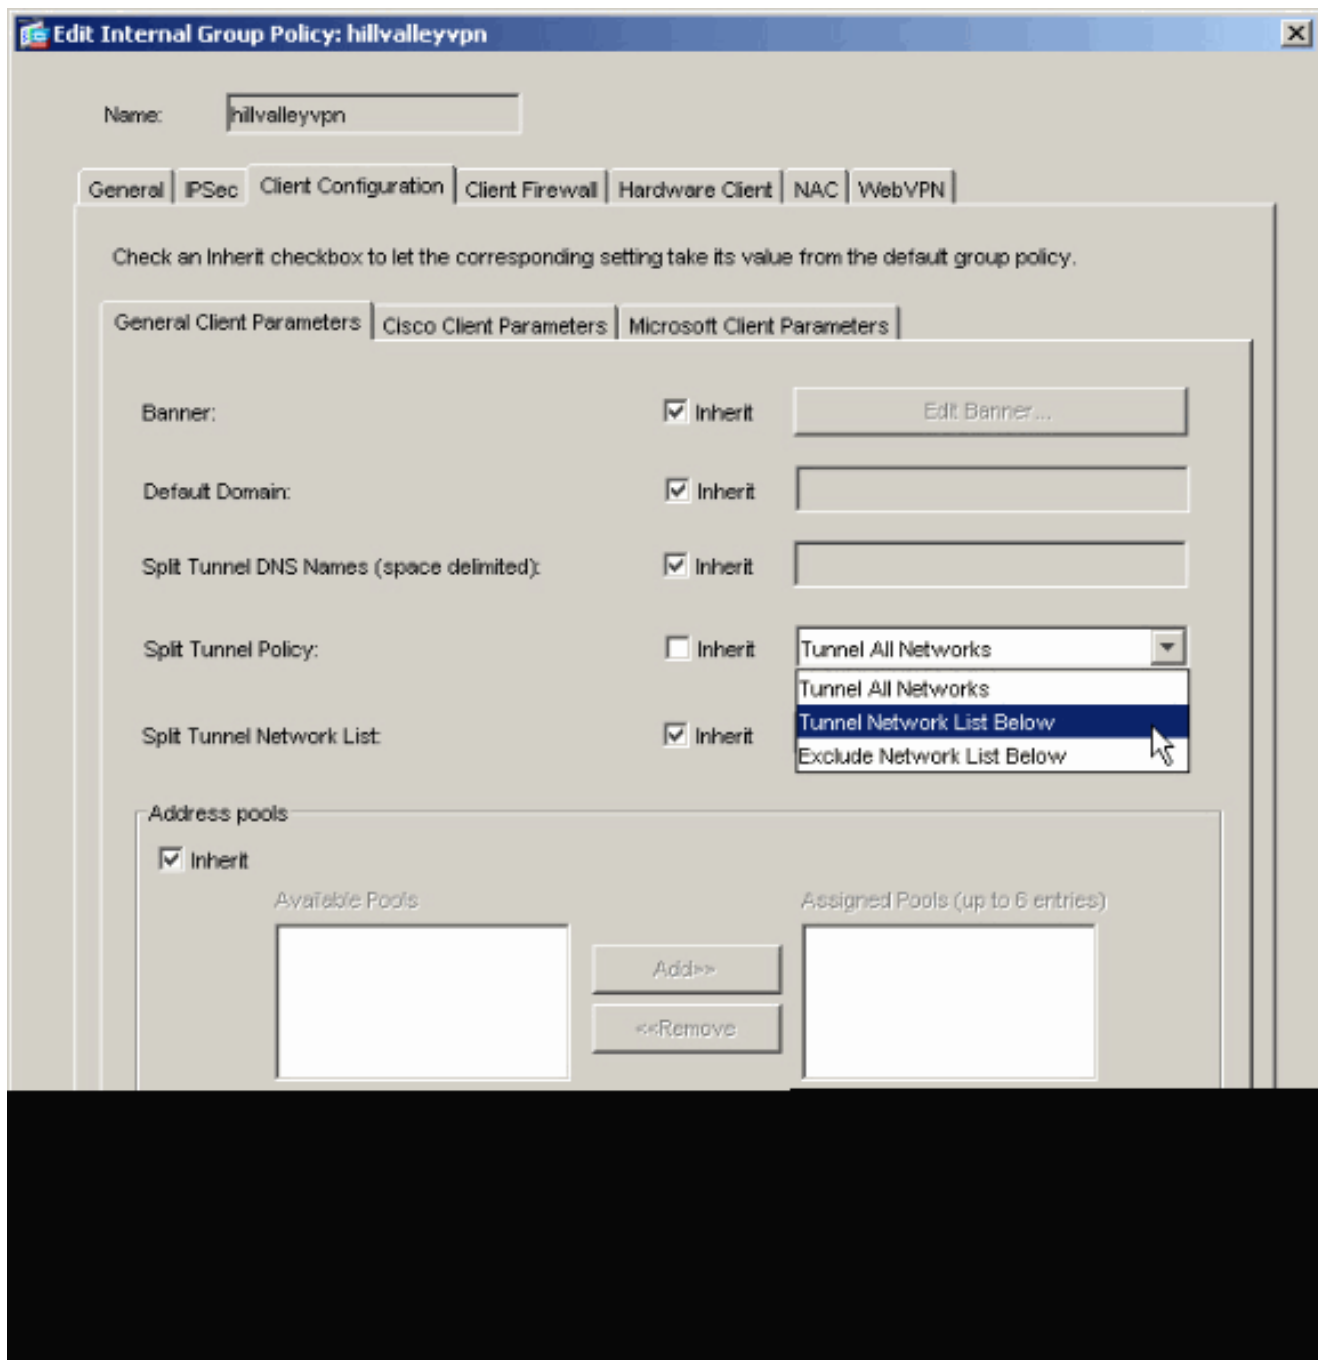 Edit Internal Group Policy: hillvalleyvpn
Name: hillvalleyvpn
General IPSec Client Configuration Client Firewall Hardware Client NAC WebVPN
Check an Inherit checkbox to let the corresponding setting take its value from the default group policy.
General Client Parameters Cisco Client Parameters Microsoft Client Parameters
Banner: Inherit Edit Banner...
Default Domain: Inherit
Split Tunnel DNS Names (space delimited): Inherit
Split Tunnel Policy: Inherit Tunnel All Networks
Tunnel All Networks
Tunnel Network List Below
Split Tunnel Network List: Inherit
Exclude Network List Below
Address pools
Inherit
Available Pools Assigned Pools (up to 6 entries)
Add>>
<<Remove